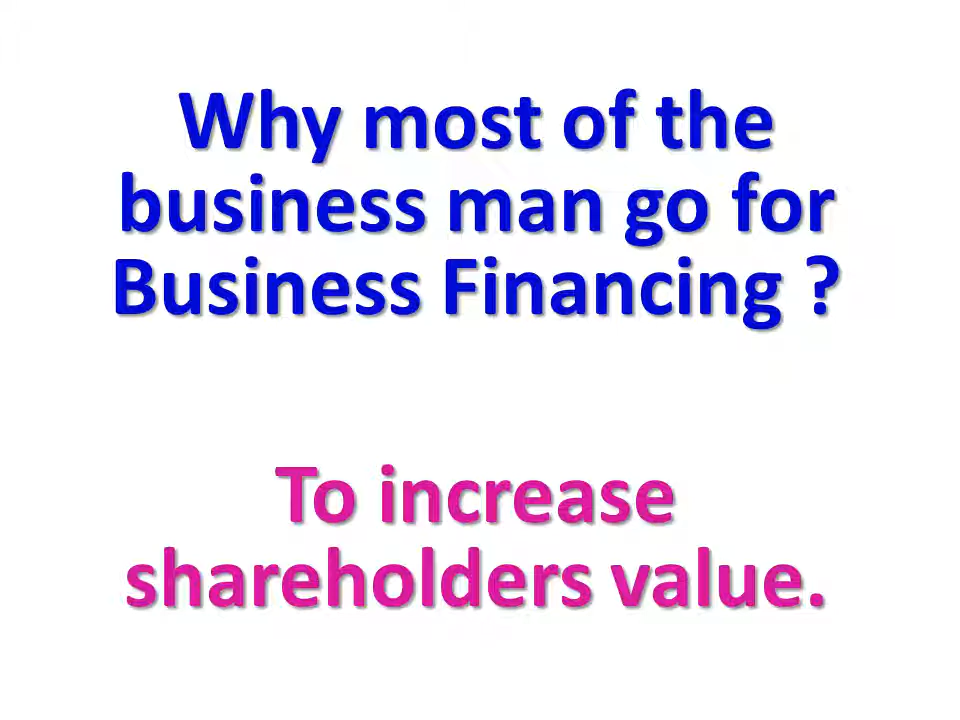 Why most of the
business man go for
Business Financing ?
To increase
shareholders value.